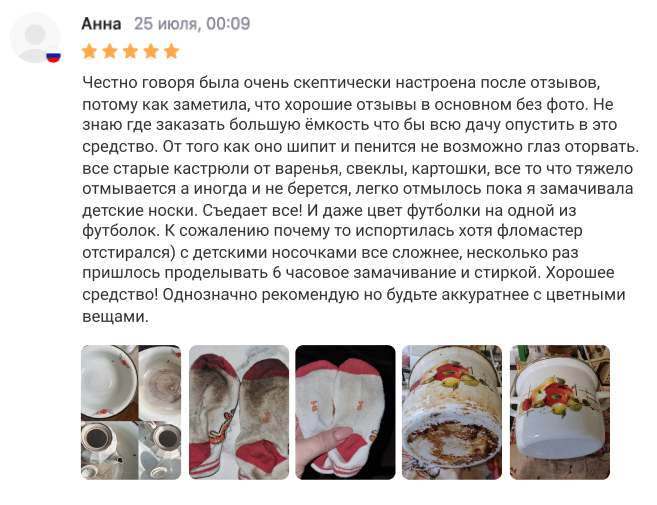 Анна 25 июля, 00:09
Честно говоря была очень скептически настроена после отзывов,
потому как заметила, что хорошие отзывы в основном без фото. Не
знаю где заказать большую ёмкость что бы всю дачу опустить в это
средство. От того как оно шипит и пенится не возможно глаз оторвать.
все старые кастрюли от варенья, свеклы, картошки, все то что тяжело
отмывается а иногда и не берется, легко отмылось пока я замачивала
детские носки. Съедает все! И даже цвет футболки на одной из
футболок. К сожалению почему то испортилась хотя фломастер
отстирался) с детскими носочками все сложнее, несколько раз
пришлось проделывать 6 часовое замачивание и стиркой. Хорошее
средство! Однозначно рекомендую но будьте аккуратнее с цветными
вещами.